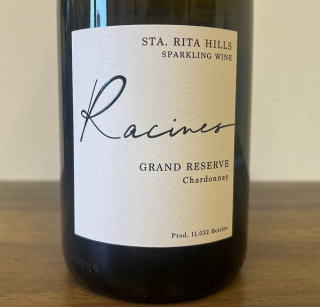 STA. RITA HILLS
SPARKLING WINE
Racines
GRAND RESERVE
Chardonnay
Prod. 11.032 Bottles